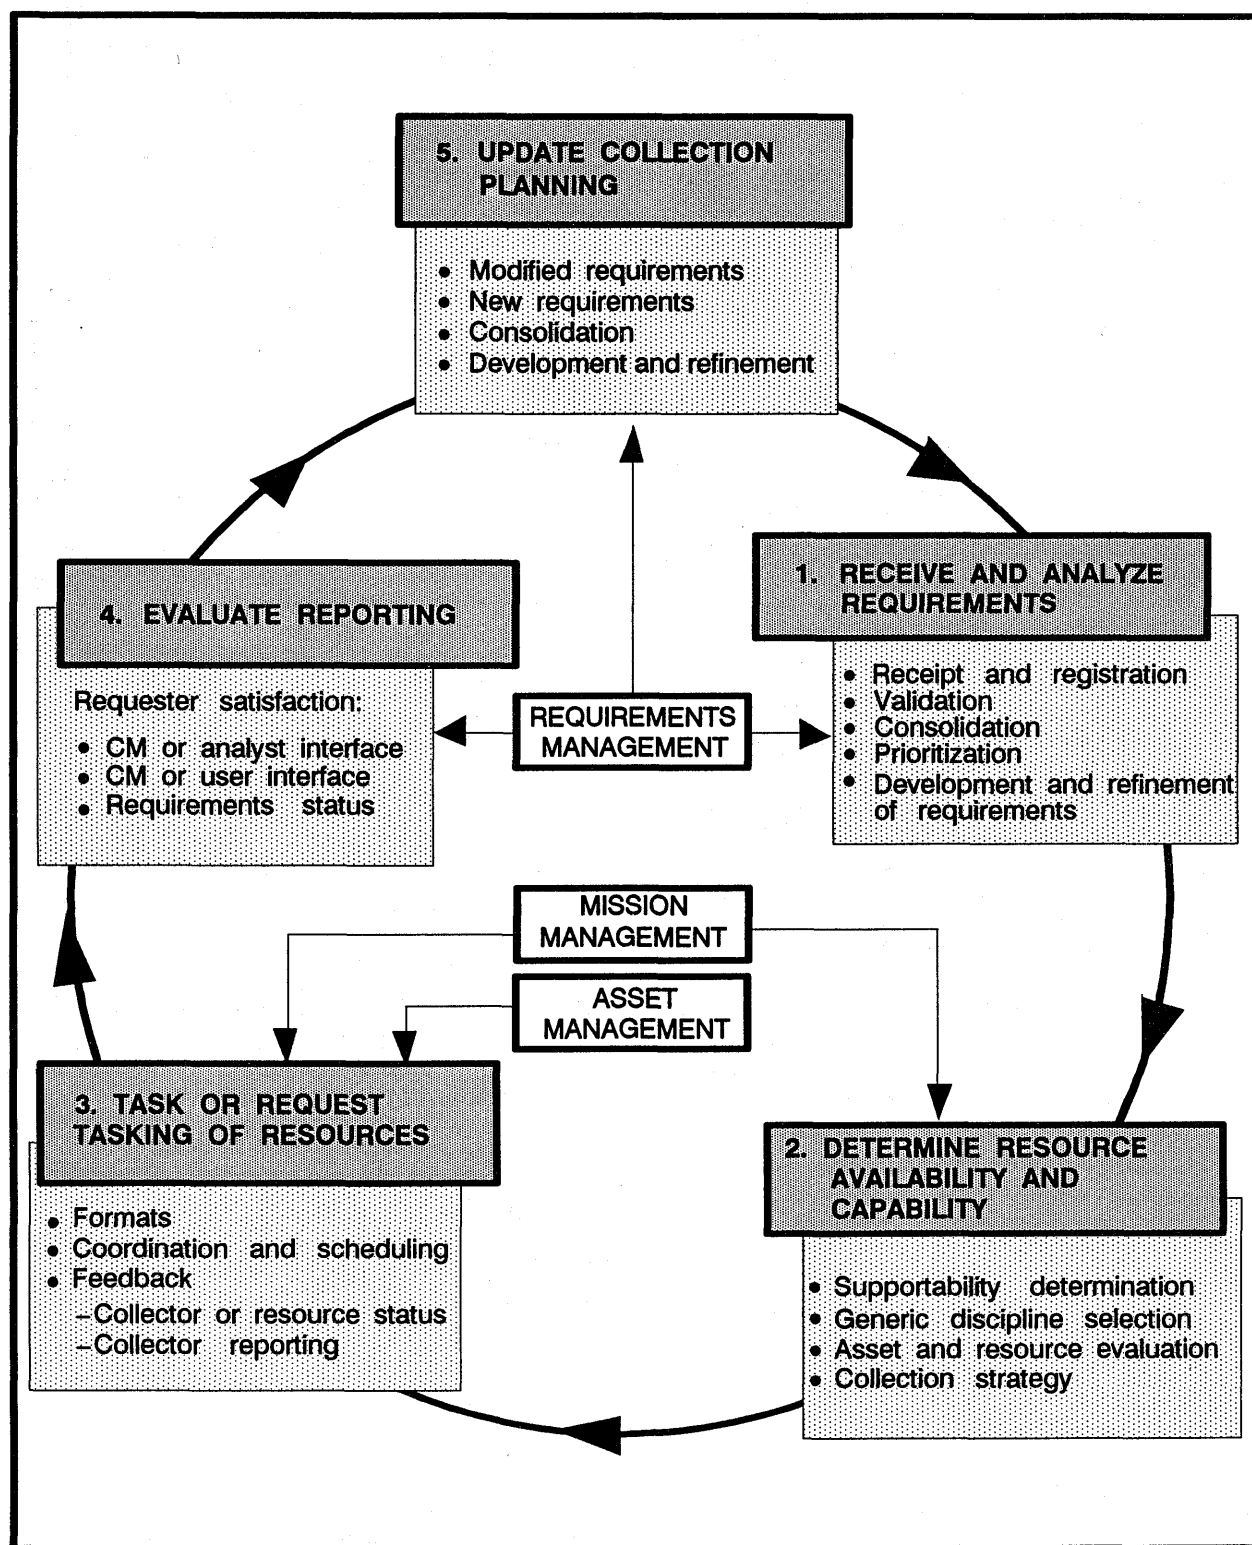 5. UPDATE COLLECTION
PLANNING
• Modified requirements
• New requirements
• Consolidation
• Development and refinement
1. RECEIVE AND ANALYZE
REQUIREMENTS
• Receipt and registration
• Validation
• Consolidation
• Prioritization
• Development and refinement
of requirements
4. EVALUATE REPORTING
Requester satisfaction:
• CM or analyst interface
• CM or user interface
• Requirements status
REQUIREMENTS
MANAGEMENT
MISSION
MANAGEMENT
ASSET
MANAGEMENT
3. TASK OR REQUEST
TASKING OF RESOURCES
• Formats
• Coordination and scheduling
• Feedback
–Collector or resource status
–Collector reporting
2. DETERMINE RESOURCE
AVAILABILITY AND
CAPABILITY
• Supportability determination
• Generic discipline selection
• Asset and resource evaluation
• Collection strategy